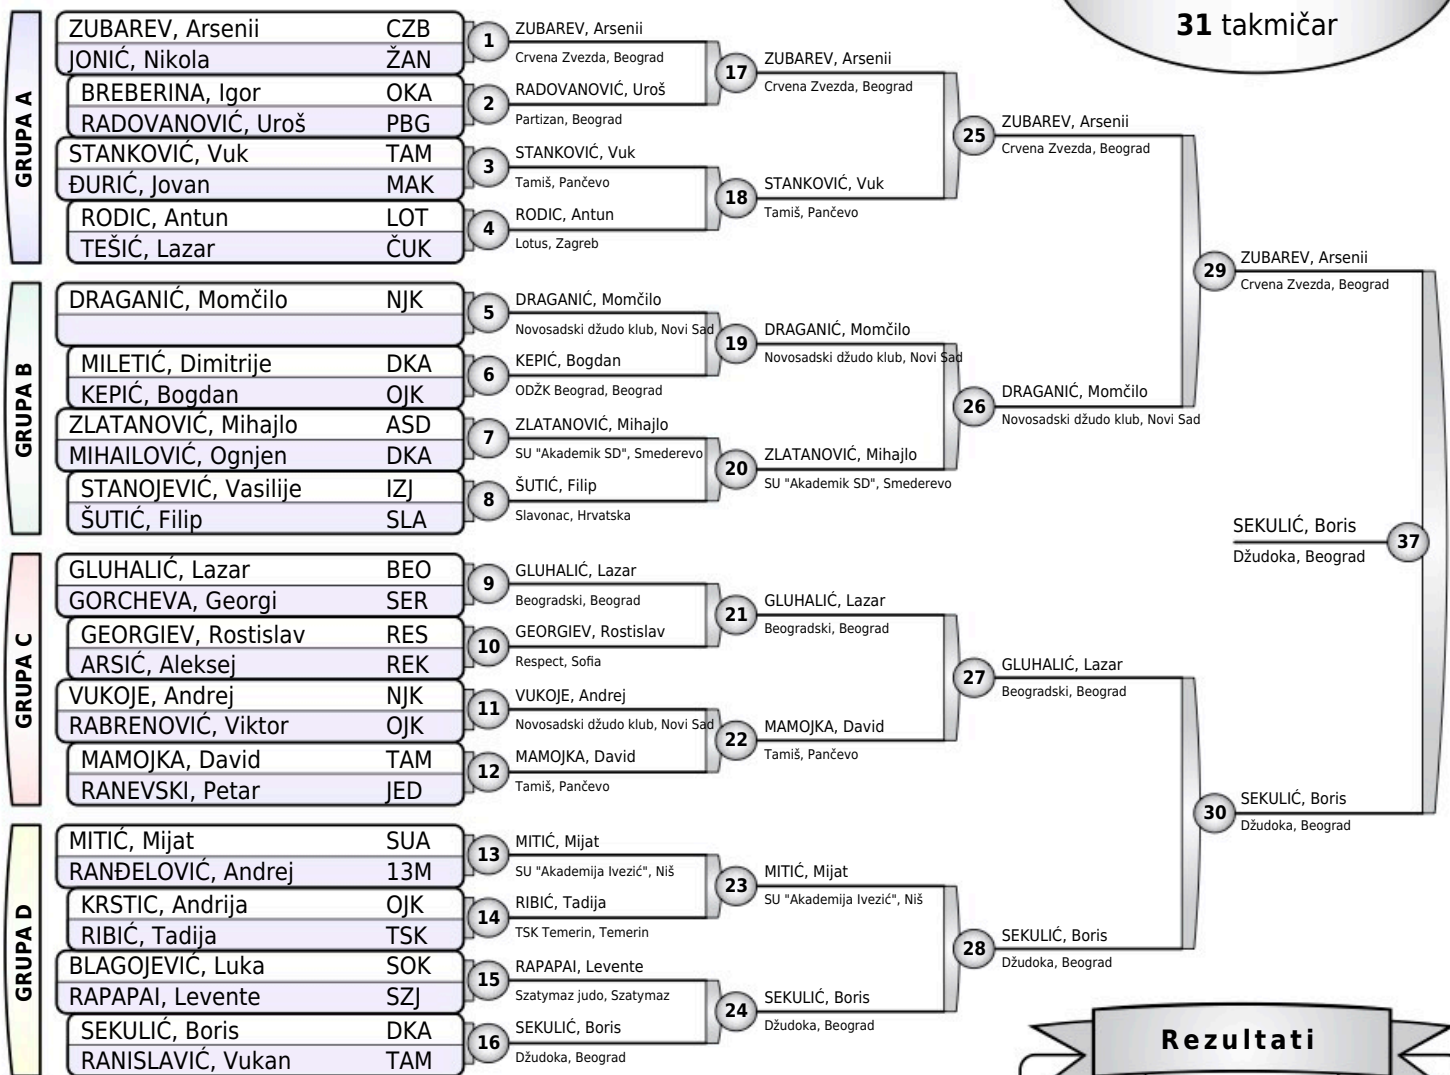 31 takmičar
GRUPA A
ZUBAREV, Arsenii CZB
JONIĆ, Nikola ŽAN
BREBERINA, Igor OKA
RADOVANOVIĆ, Uroš PBG
STANKOVIĆ, Vuk TAM
ĐURIĆ, Jovan MAK
RODIC, Antun LOT
TEŠIĆ, Lazar ČUK
GRUPA B
DRAGANIĆ, Momčilo NJK
MILETIĆ, Dimitrije DKA
KEPIĆ, Bogdan OJK
ZLATANOVIĆ, Mihajlo ASD
MIHAILOVIĆ, Ognjen DKA
STANOJEVIĆ, Vasilije IZJ
ŠUTIĆ, Filip SLA
GRUPA C
GLUHALIĆ, Lazar BEO
GORCHEVA, Georgi SER
GEORGIEV, Rostislav RES
ARSIĆ, Aleksej REK
VUKOJE, Andrej NJK
RABRENOVIĆ, Viktor OJK
MAMOJKA, David TAM
RANEVSKI, Petar JED
GRUPA D
MITIĆ, Mijat SUA
RANĐELOVIĆ, Andrej 13M
KRSTIC, Andrija OJK
RIBIĆ, Tadija TSK
BLAGOJEVIĆ, Luka SOK
RAPAPAI, Levente SZJ
SEKULIĆ, Boris DKA
RANISLAVIĆ, Vukan TAM
1 ZUBAREV, Arsenii
Crvena Zvezda, Beograd
2 RADOVANOVIĆ, Uroš
Partizan, Beograd
3 STANKOVIĆ, Vuk
Tamiš, Pančevo
4 RODIC, Antun
Lotus, Zagreb
5 DRAGANIĆ, Momčilo
Novosadski džudo klub, Novi Sad
6 KEPIĆ, Bogdan
ODŽK Beograd, Beograd
7 ZLATANOVIĆ, Mihajlo
SU "Akademik SD", Smederevo
8 ŠUTIĆ, Filip
Slavonac, Hrvatska
9 GLUHALIĆ, Lazar
Beogradski, Beograd
10 GEORGIEV, Rostislav
Respect, Sofia
11 VUKOJE, Andrej
Novosadski džudo klub, Novi Sad
12 MAMOJKA, David
Tamiš, Pančevo
13 MITIĆ, Mijat
SU "Akademija Ivezić", Niš
14 RIBIĆ, Tadija
TSK Temerin, Temerin
15 RAPAPAI, Levente
Szatymaz judo, Szatymaz
16 SEKULIĆ, Boris
Džudoka, Beograd
17 ZUBAREV, Arsenii
Crvena Zvezda, Beograd
18 STANKOVIĆ, Vuk
Tamiš, Pančevo
19 DRAGANIĆ, Momčilo
Novosadski džudo klub, Novi Sad
20 ZLATANOVIĆ, Mihajlo
SU "Akademik SD", Smederevo
21 GLUHALIĆ, Lazar
Beogradski, Beograd
22 MAMOJKA, David
Tamiš, Pančevo
23 MITIĆ, Mijat
SU "Akademija Ivezić", Niš
24 SEKULIĆ, Boris
Džudoka, Beograd
25 ZUBAREV, Arsenii
Crvena Zvezda, Beograd
26 DRAGANIĆ, Momčilo
Novosadski džudo klub, Novi Sad
27 GLUHALIĆ, Lazar
Beogradski, Beograd
28 SEKULIĆ, Boris
Džudoka, Beograd
29 ZUBAREV, Arsenii
Crvena Zvezda, Beograd
30 SEKULIĆ, Boris
Džudoka, Beograd
SEKULIĆ, Boris 37
Džudoka, Beograd
Rezultati